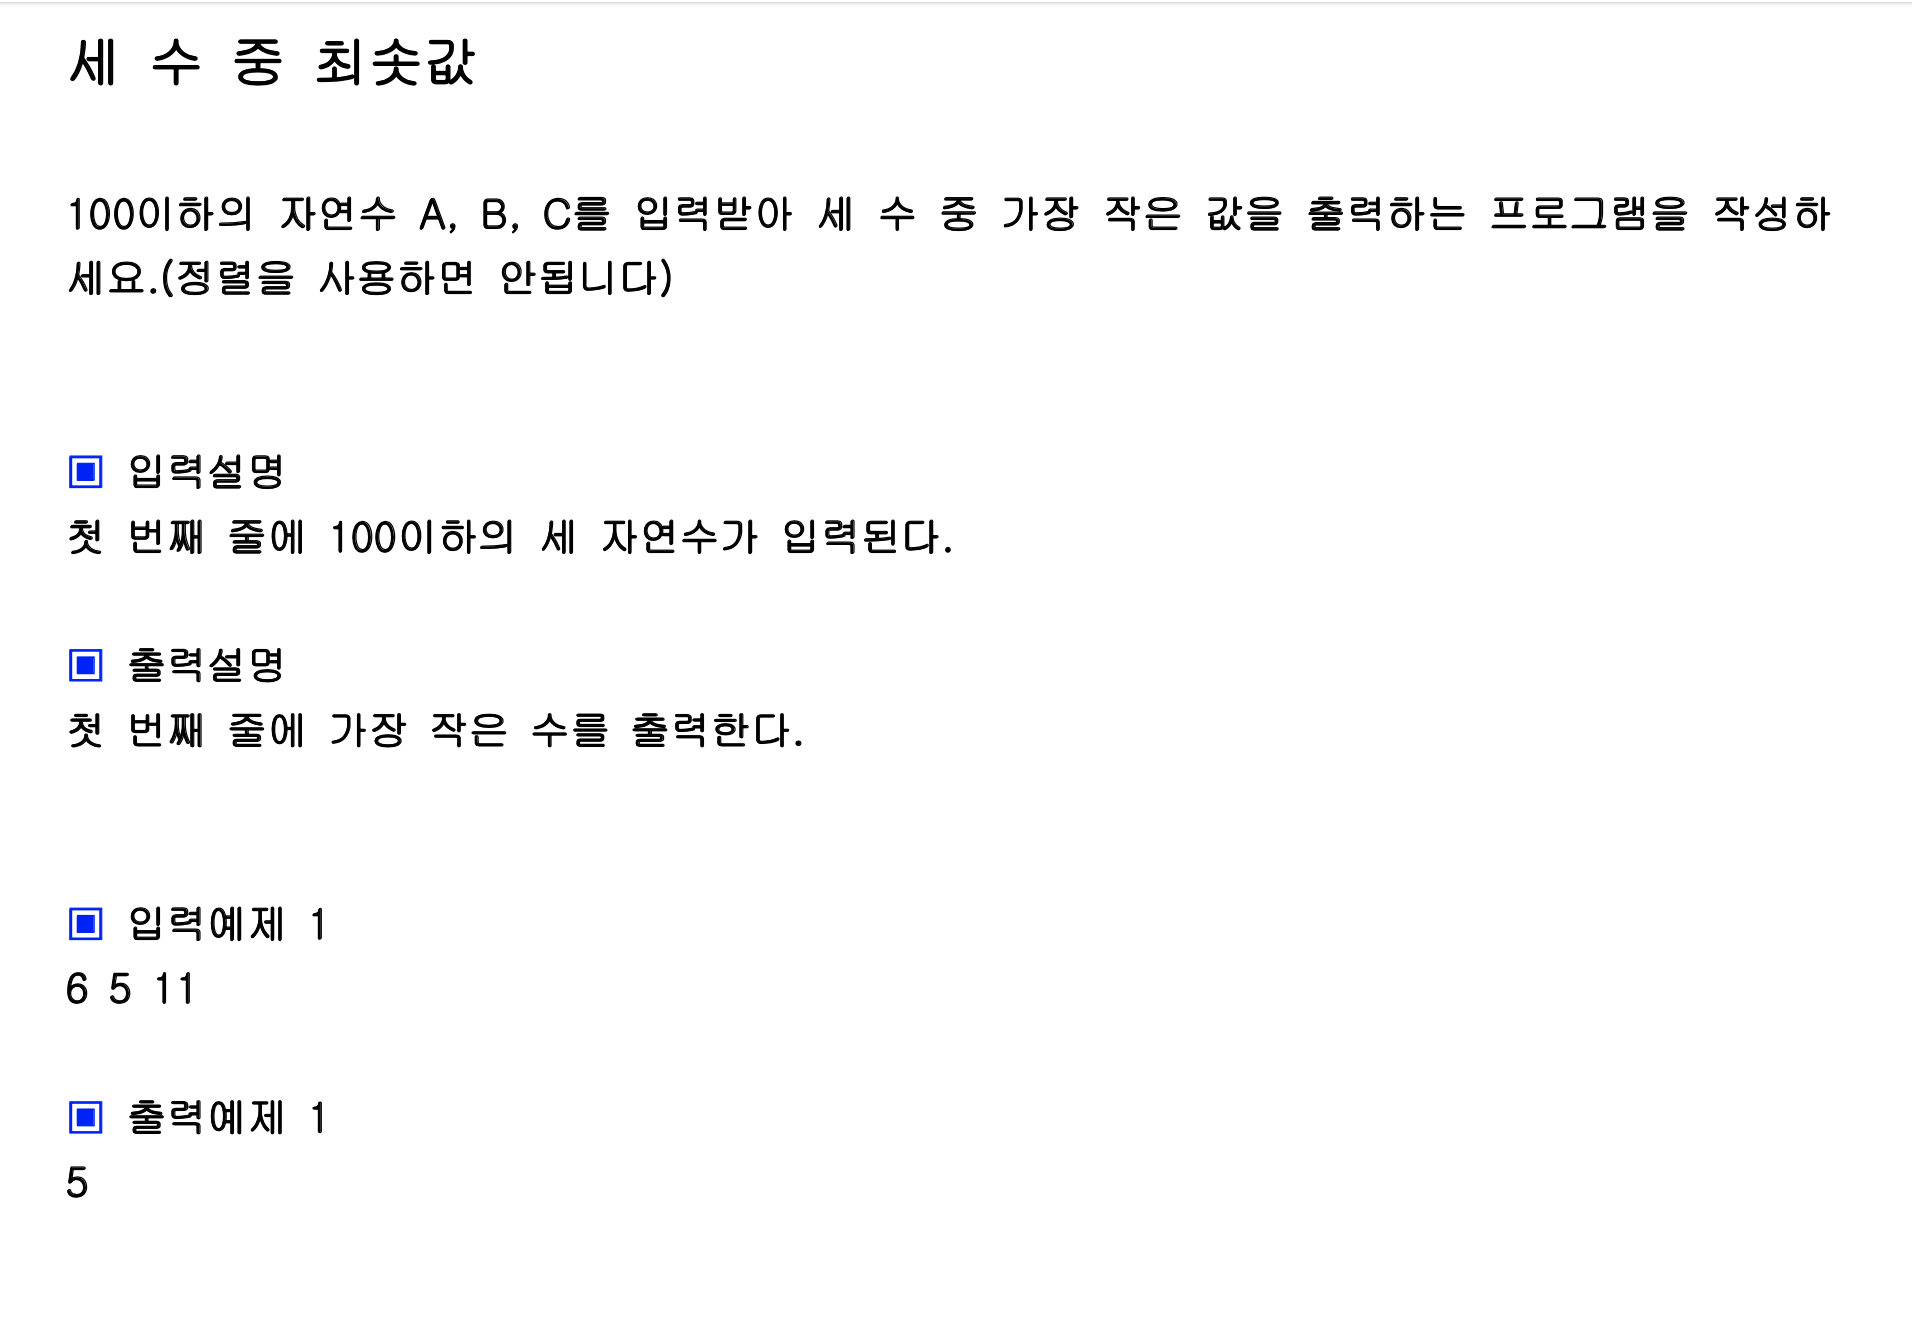 세 수 중 최솟값
100이하의 자연수 A, B, C를 입력받아 세 수 중 가장 작은 값을 출력하는 프로그램을 작성하
세요.(정렬을 사용하면 안됩니다)
▣ 입력설명
첫 번째 줄에 100이하의 세 자연수가 입력된다.
▣ 출력설명
첫 번째 줄에 가장 작은 수를 출력한다.
▣ 입력예제 1
6 5 11
▣ 출력예제 1
5